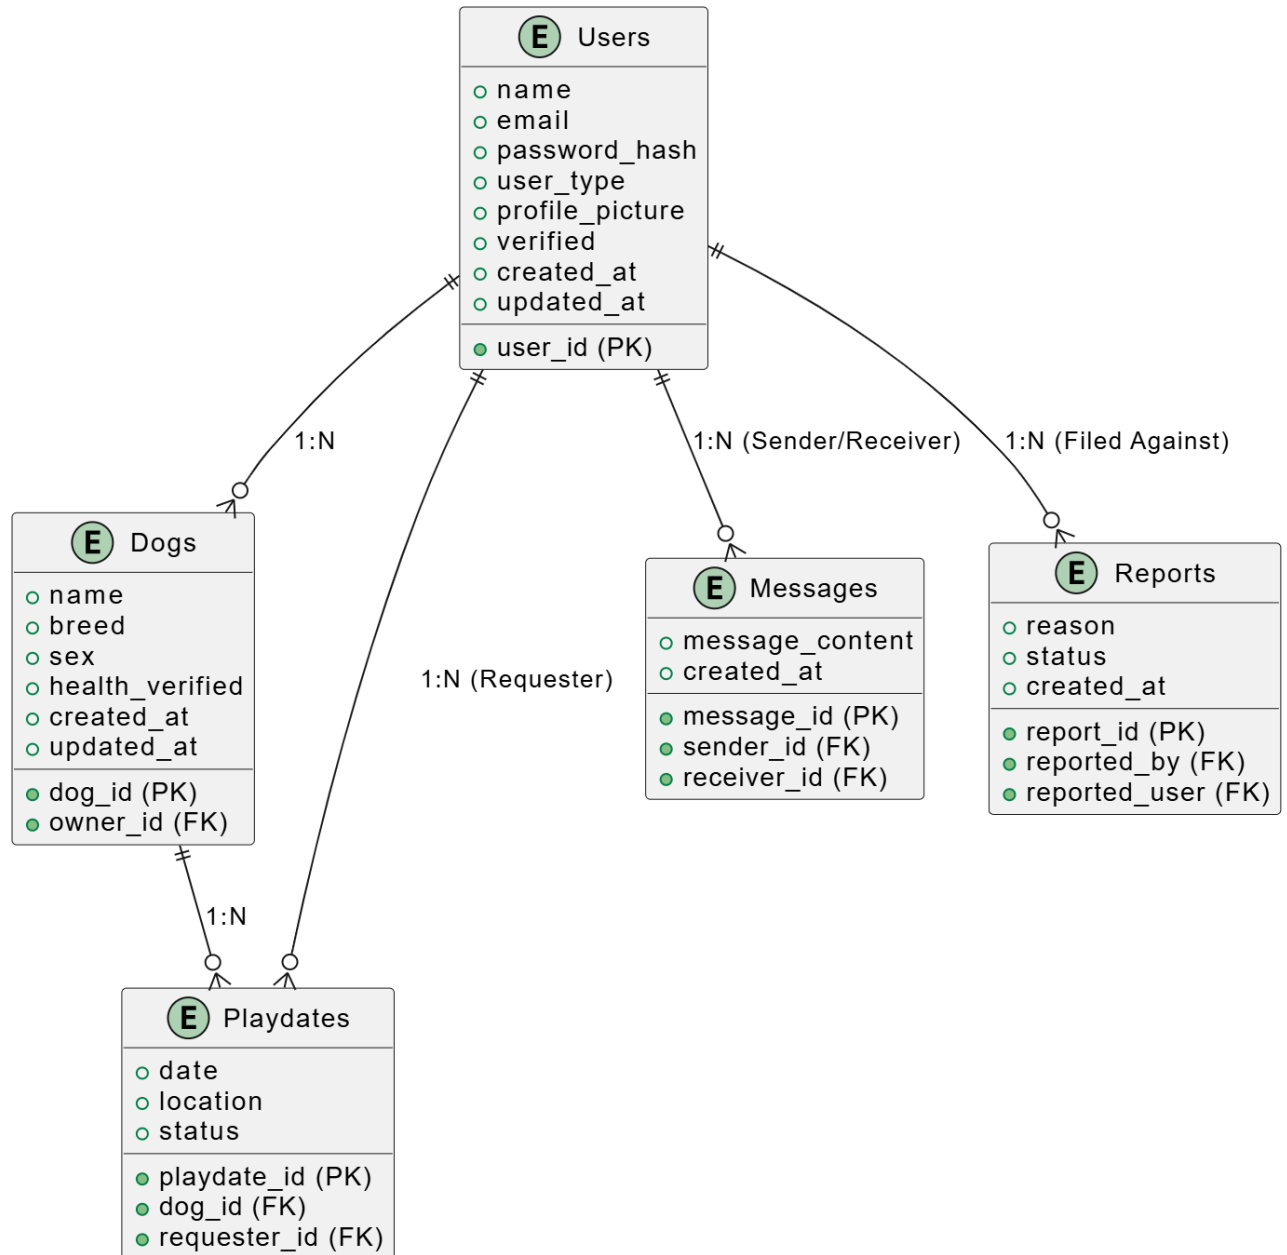 E Users
name
email
password_hash
user_type
profile_picture
verified
created_at
updated_at
user_id (PK)
1:N
1:N (Requester)
1:N (Sender/Receiver)
1:N (Filed Against)
E Dogs
name
breed
sex
health_verified
created_at
updated_at
dog_id (PK)
owner_id (FK)
E Messages
message_content
created_at
message_id (PK)
sender_id (FK)
receiver_id (FK)
E Reports
reason
status
created_at
report_id (PK)
reported_by (FK)
reported_user (FK)
1:N
E Playdates
date
location
status
playdate_id (PK)
dog_id (FK)
requester_id (FK)